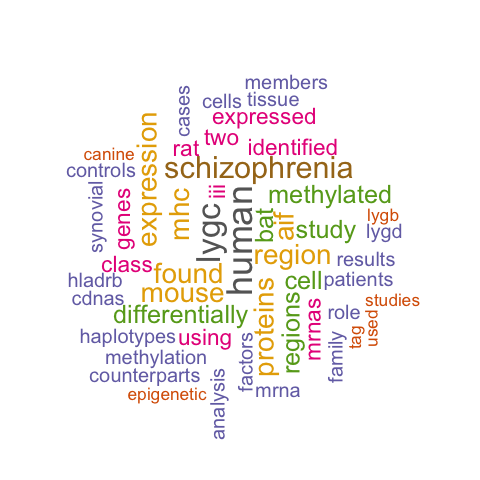 members
cells
tissue
cases
expressed
two
identified
rat
expression
canine
controls
schizophrenia
iii
methylated
mhc
genes
synovial
lygc
human
bat
aif
study
lygb
lygd
class
region
results
hladrb
found
cell
patients
cdnas
mouse
proteins
regions
mrnas
studies
differentially
role
tag
used
haplotypes
using
factors
family
methylation
counterparts
analysis
mrna
epigenetic